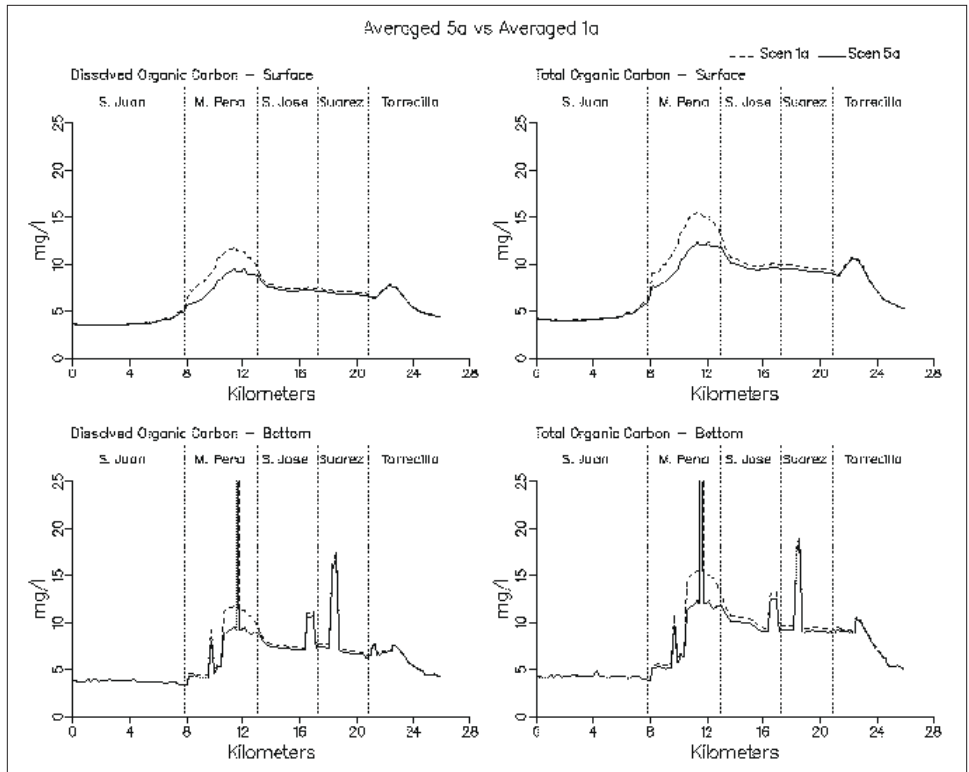 Averaged 5a vs Averaged 1a
Scen 1a
Scen 5a
Dissolved Organic Carbon – Surface
S. Juan M. Pena S. Jose Suarez Torrecilla
25
20
15
10
5
0
mg/l
0 4 8 12 16 20 24 28
Kilometers
Total Organic Carbon – Surface
S. Juan M. Pena S. Jose Suarez Torrecilla
25
20
15
10
5
0
mg/l
0 4 8 12 16 20 24 28
Kilometers
Dissolved Organic Carbon – Bottom
S. Juan M. Pena S. Jose Suarez Torrecilla
25
20
15
10
5
0
mg/l
0 4 8 12 16 20 24 28
Kilometers
Total Organic Carbon – Bottom
S. Juan M. Pena S. Jose Suarez Torrecilla
25
20
15
10
5
0
mg/l
0 4 8 12 16 20 24 28
Kilometers